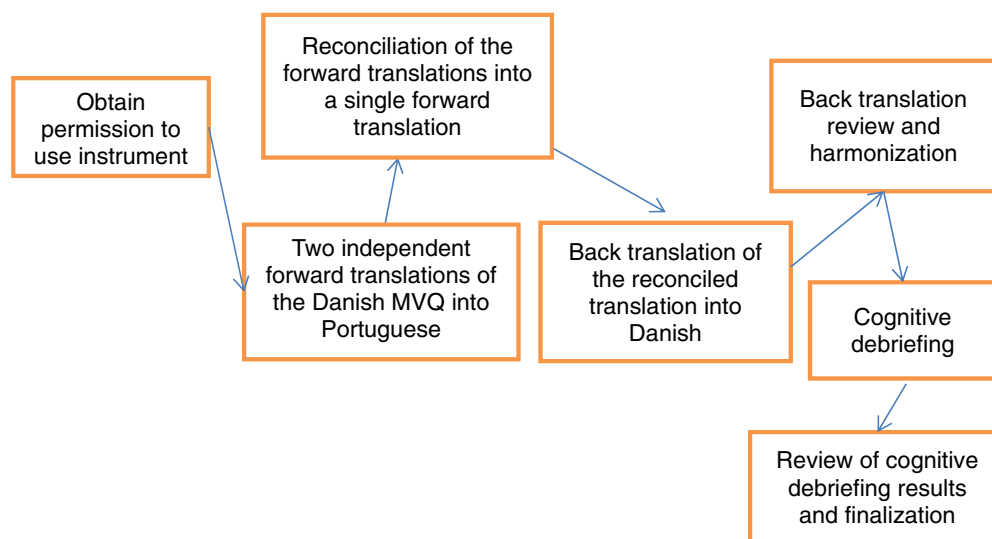 Obtain
permission to
use instrument
Two independent
forward translations of
the Danish MVQ into
Portuguese
Reconciliation of the
forward translations into
a single forward
translation
Back translation of
the reconciled
translation into
Danish
Back translation
review and
harmonization
Cognitive
debriefing
Review of cognitive
debriefing results
and finalization